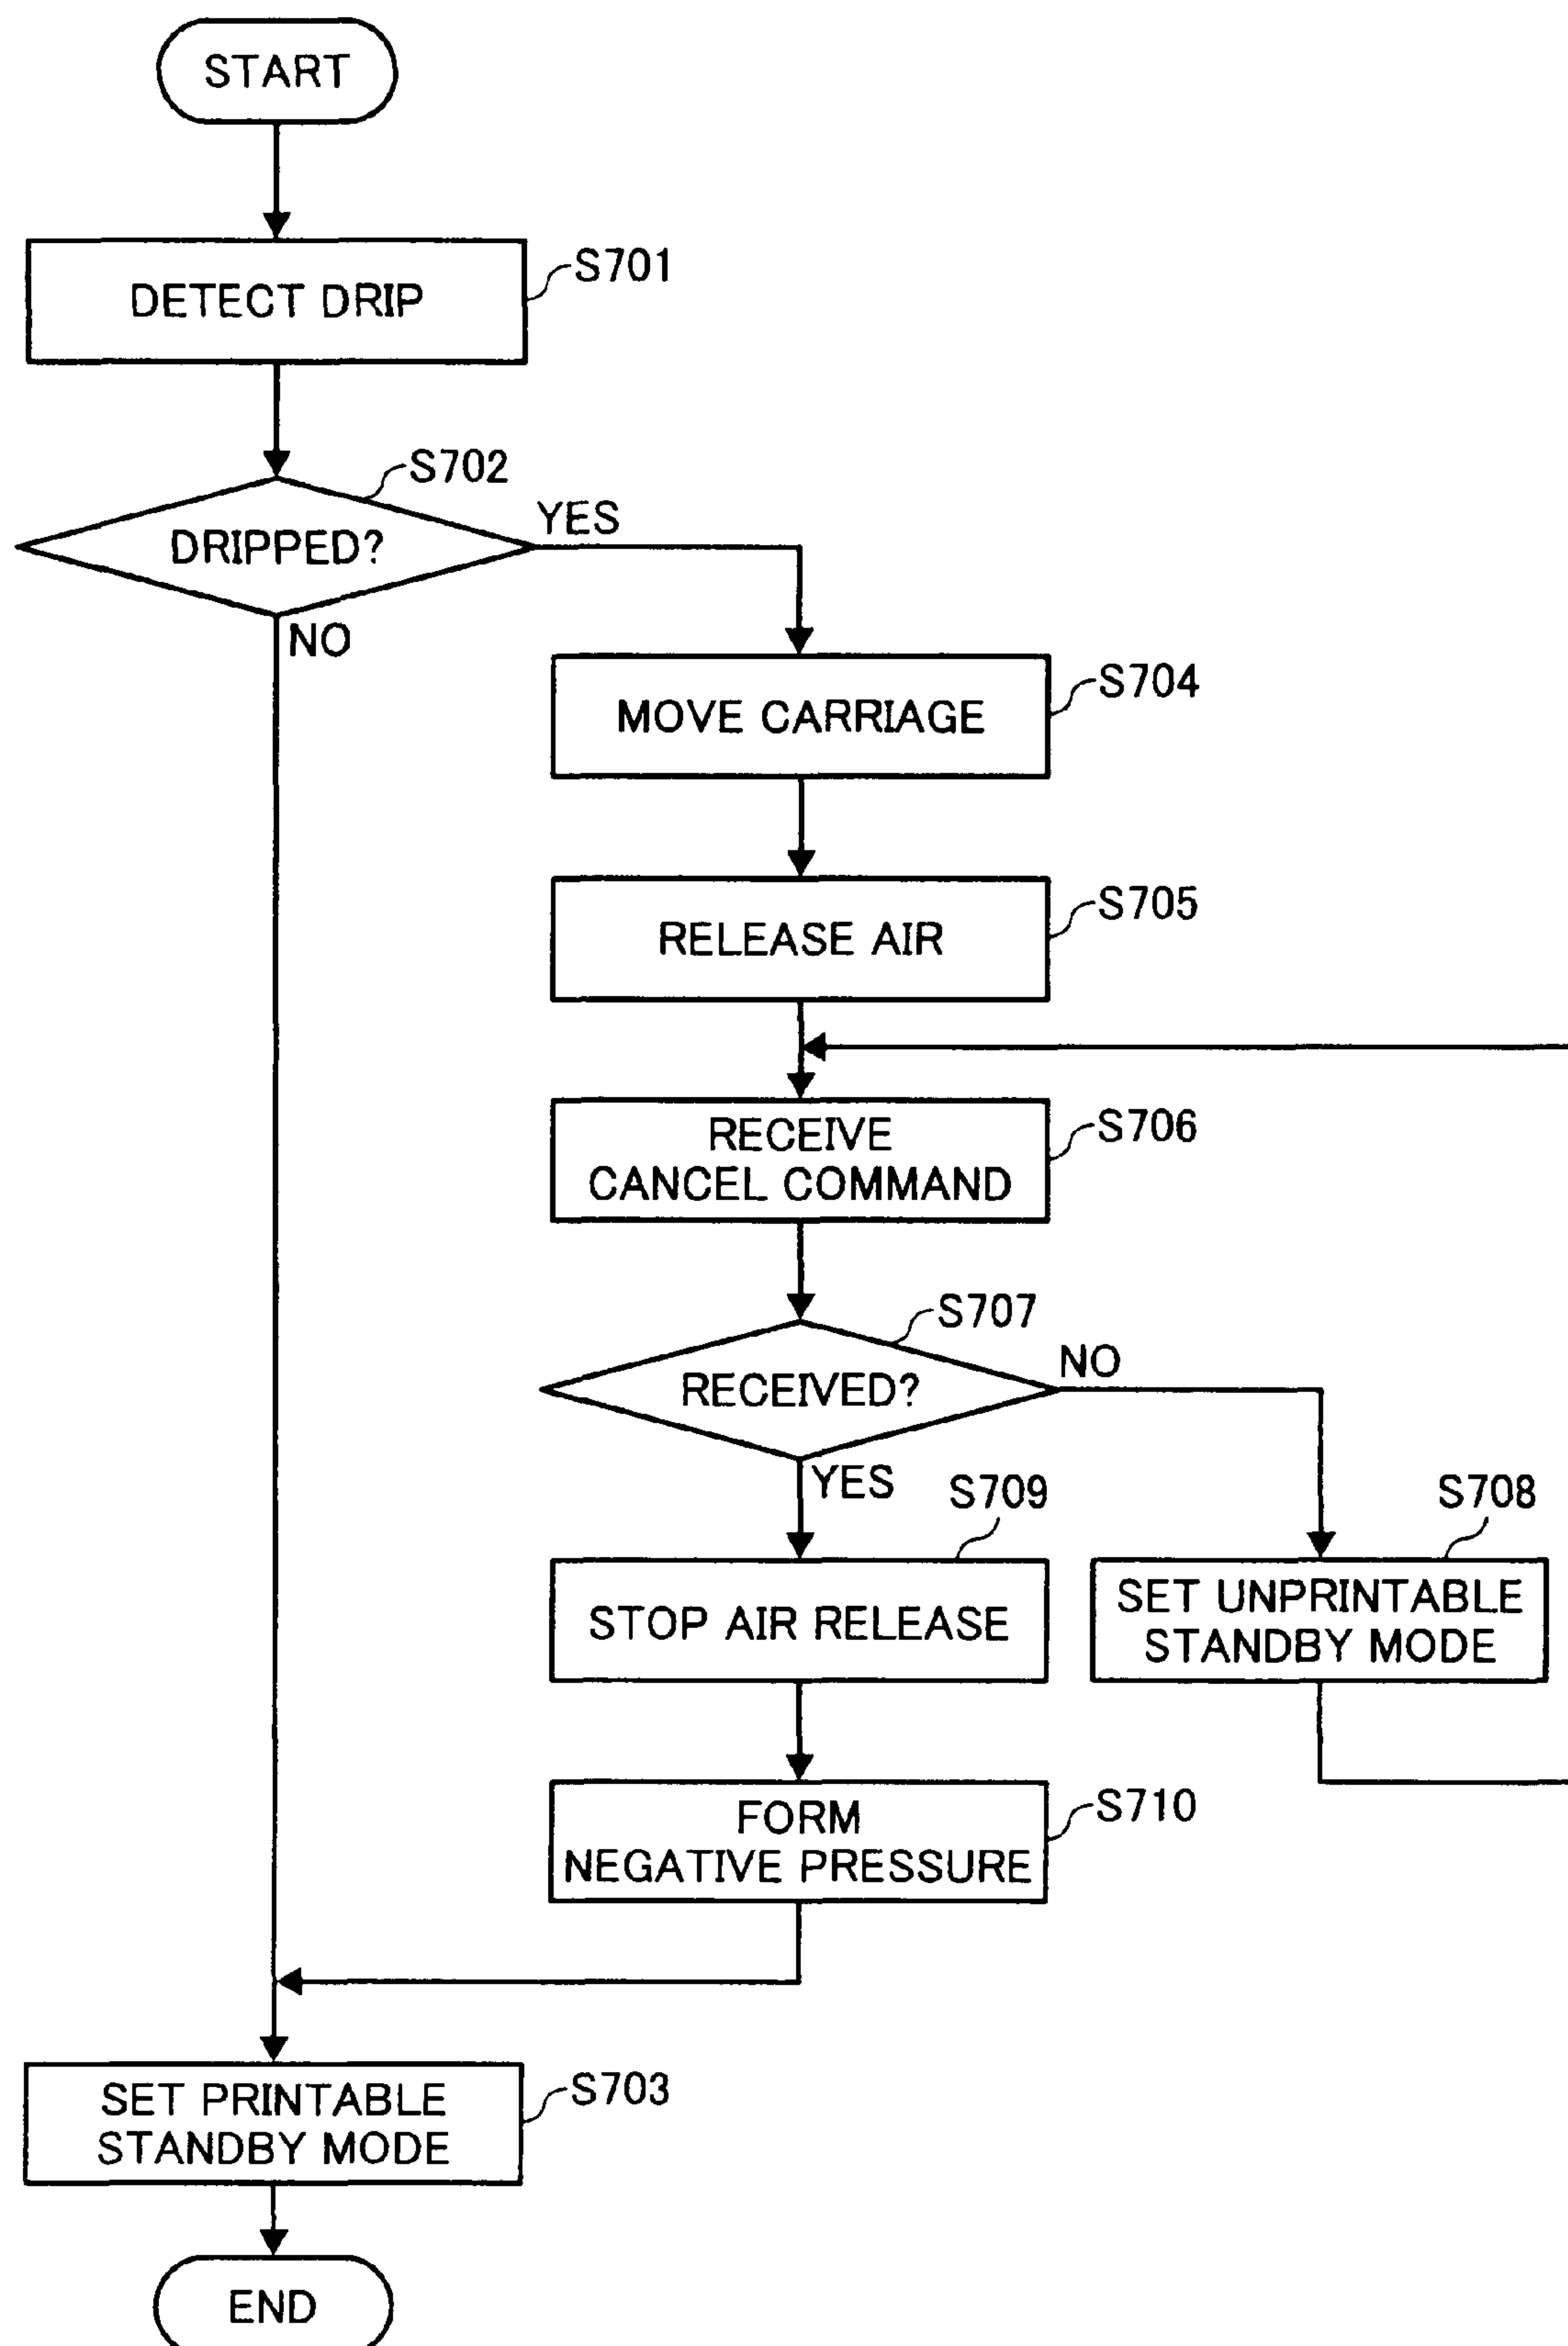 START
DETECT DRIP
S701
S702
DRIPPED?
YES
NO
MOVE CARRIAGE
S704
RELEASE AIR
S705
RECEIVE
CANCEL COMMAND
S706
S707
RECEIVED?
NO
YES
S709
STOP AIR RELEASE
S708
SET UNPRINTABLE
STANDBY MODE
FORM
NEGATIVE PRESSURE
S710
SET PRINTABLE
STANDBY MODE
S703
END